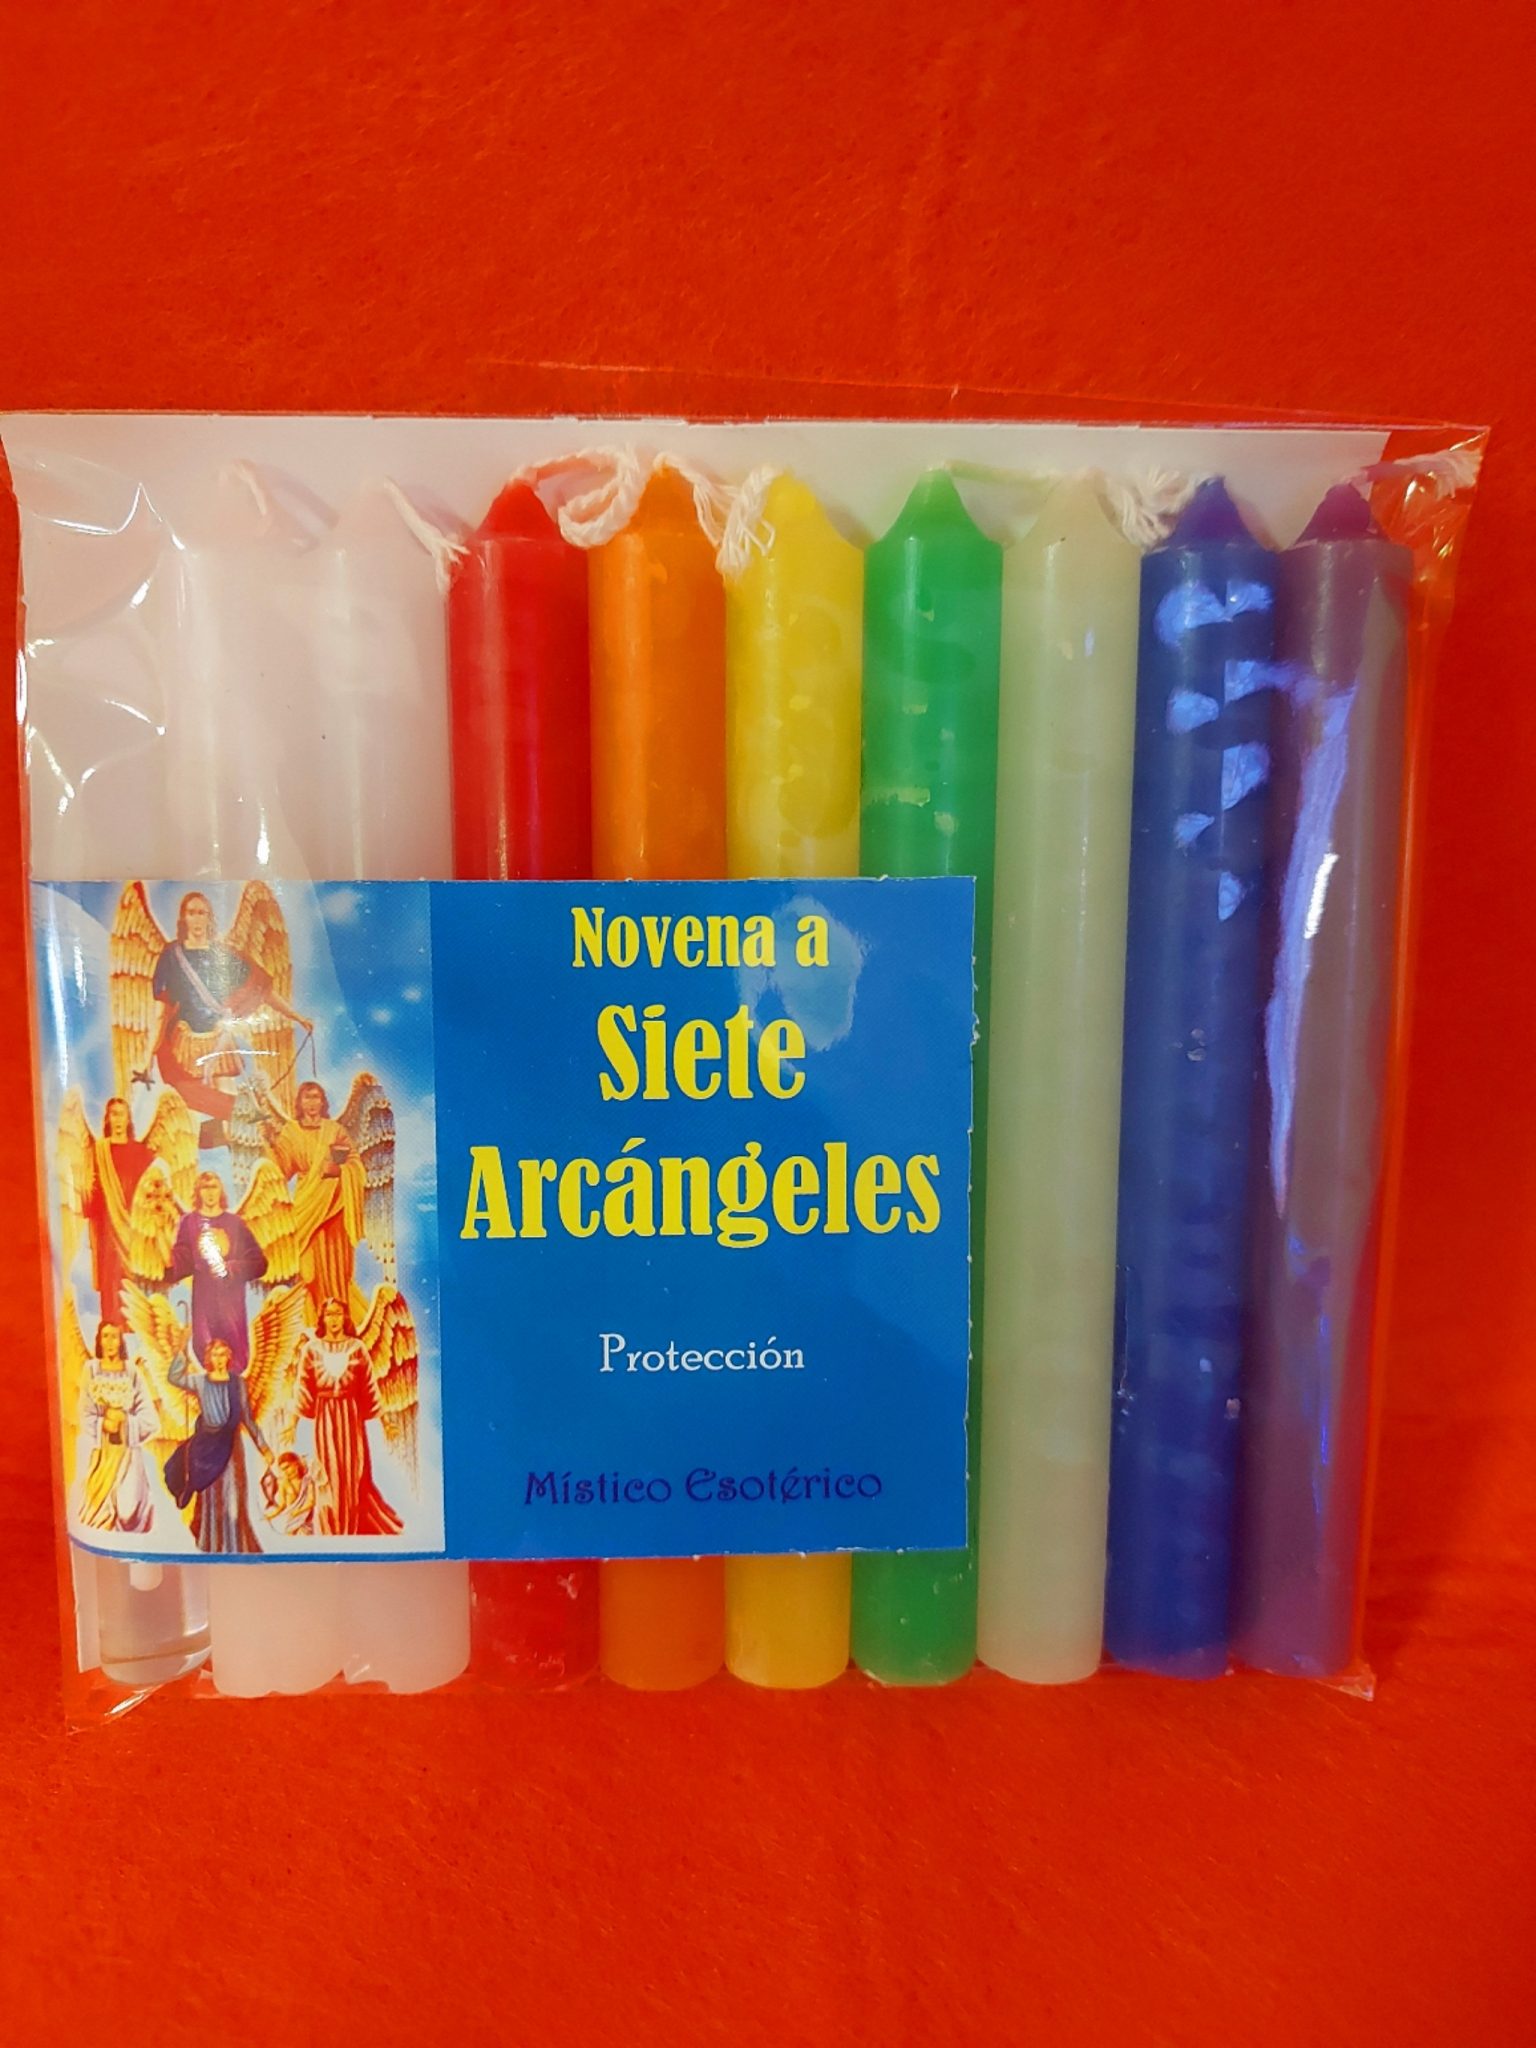 Novena a
Siete
Arcángeles
Protección
Místico Esotérico